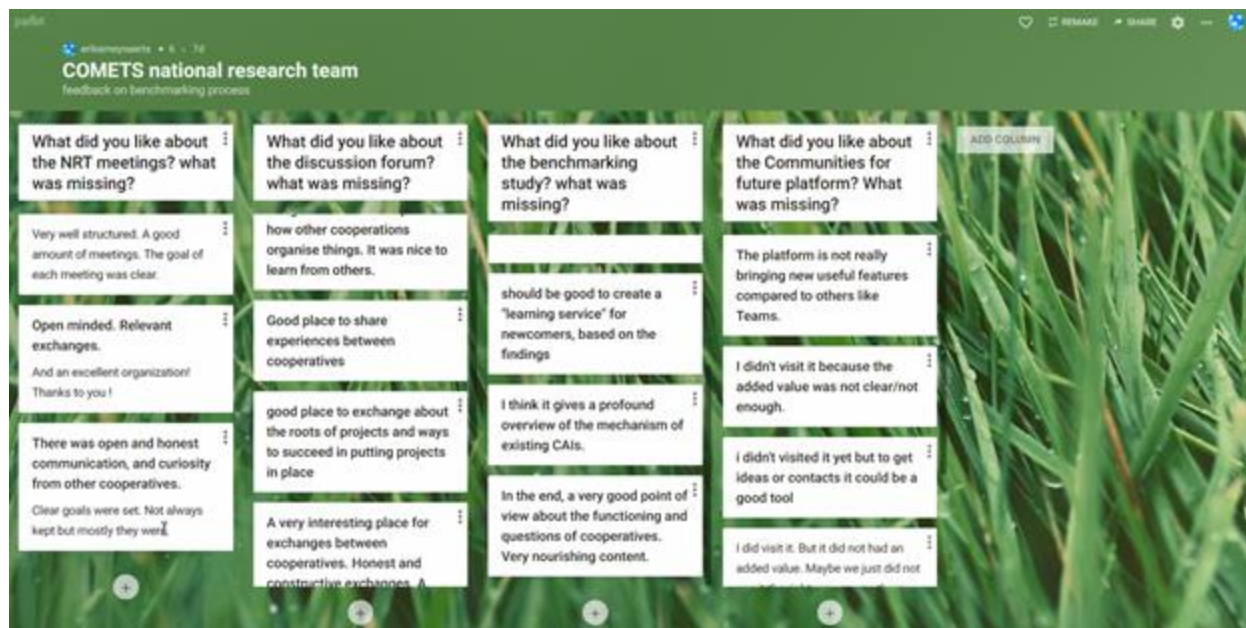 padlet
REMAKE
SHARE
6
7d
COMETS national research team
feedback on benchmarking process
What did you like about
the NRT meetings? what
was missing?
Very well structured. A good
amount of meetings. The goal of
each meeting was clear.
Open minded. Relevant
exchanges.
And an excellent organization!
Thanks to you !
There was open and honest
communication, and curiosity
from other cooperatives.
Clear goals were set. Not always
kept but mostly they were.
What did you like about
the discussion forum?
what was missing?
how other cooperations
organise things. It was nice to
learn from others.
Good place to share
experiences between
cooperatives
good place to exchange about
the roots of projects and ways
to succeed in putting projects
in place
A very interesting place for
exchanges between
cooperatives. Honest and
constructive exchanges. A
What did you like about
the benchmarking
study? what was
missing?
should be good to create a
"learning service" for
newcomers, based on the
findings
I think it gives a profound
overview of the mechanism of
existing CAIs.
In the end, a very good point of
view about the functioning and
questions of cooperatives.
Very nourishing content.
What did you like about
the Communities for
future platform? What
was missing?
The platform is not really
bringing new useful features
compared to others like
Teams.
I didn't visit it because the
added value was not clear/not
enough.
i didn't visited it yet but to get
ideas or contacts it could be a
good tool
I did visit it. But it did not had an
added value. Maybe we just did not
ADD COLUMN